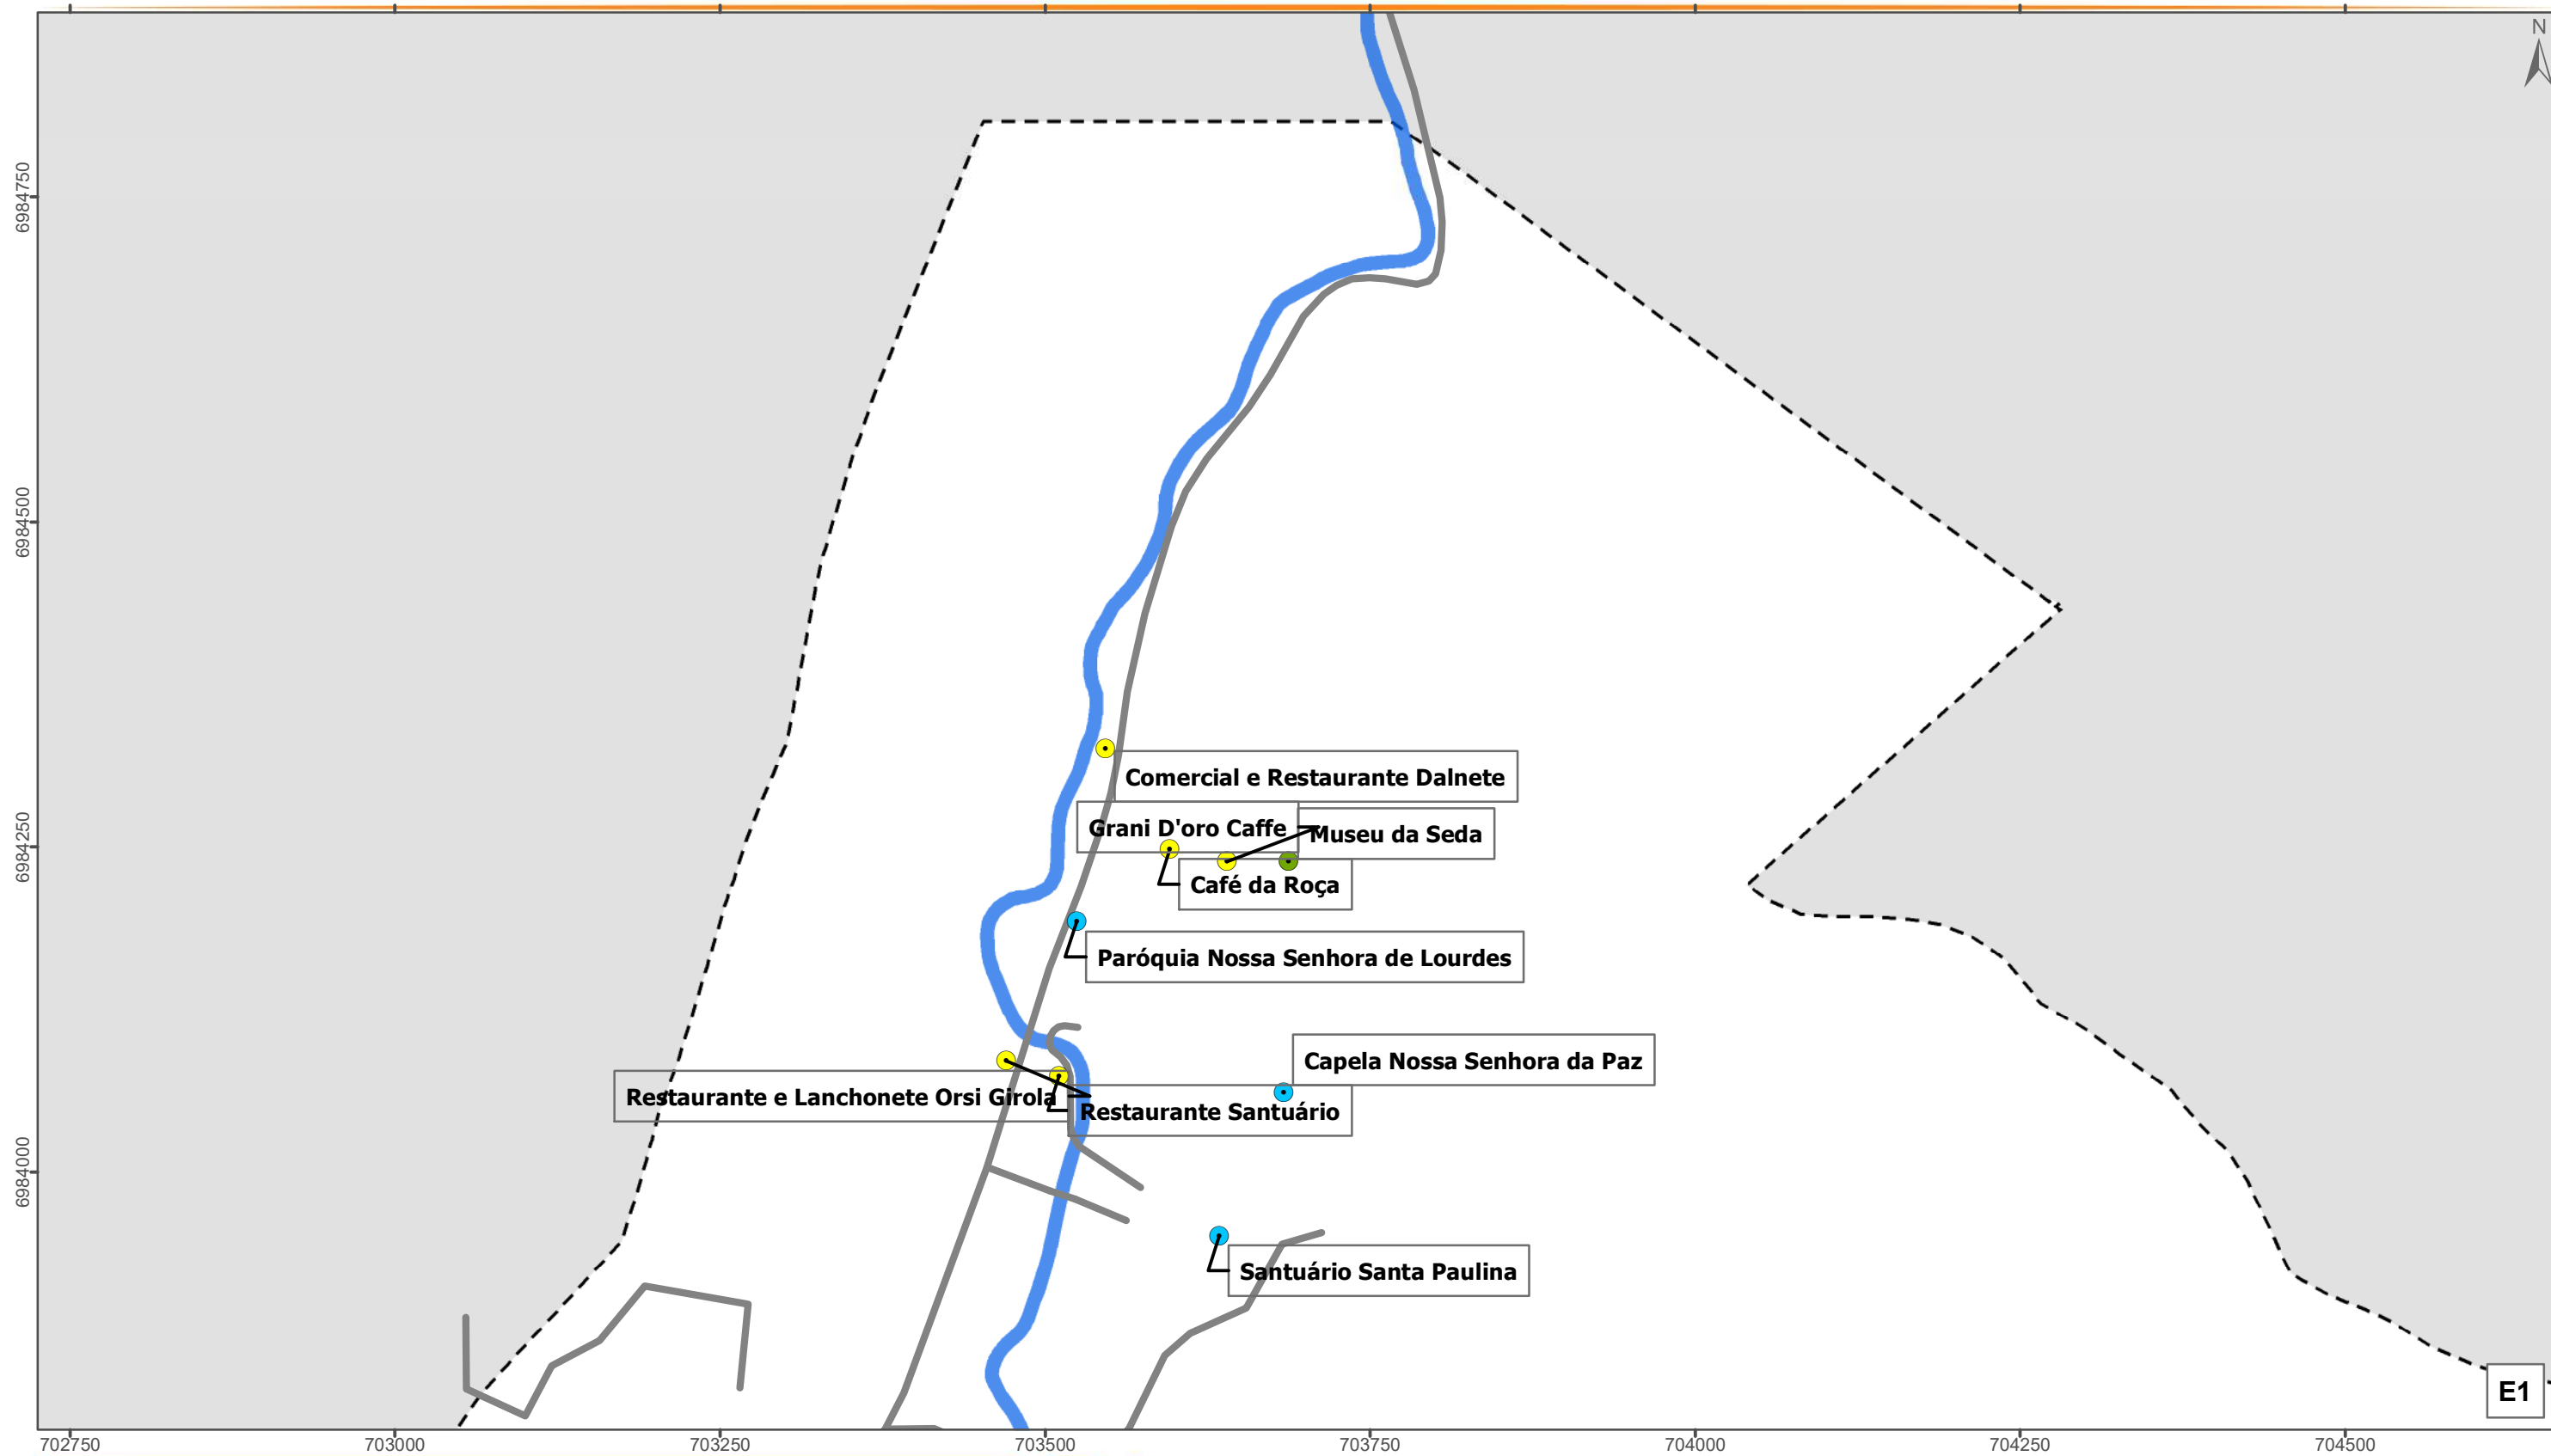 N
6984750
6984500
6984250
6984000
Comercial e Restaurante Dalnete
Grani D'oro Caffe
Museu da Seda
Café da Roça
Paróquia Nossa Senhora de Lourdes
Capela Nossa Senhora da Paz
Restaurante e Lanchonete Orsi Girola
Restaurante Santuário
Santuário Santa Paulina
E1
702750
703000
703250
703500
703750
704000
704250
704500